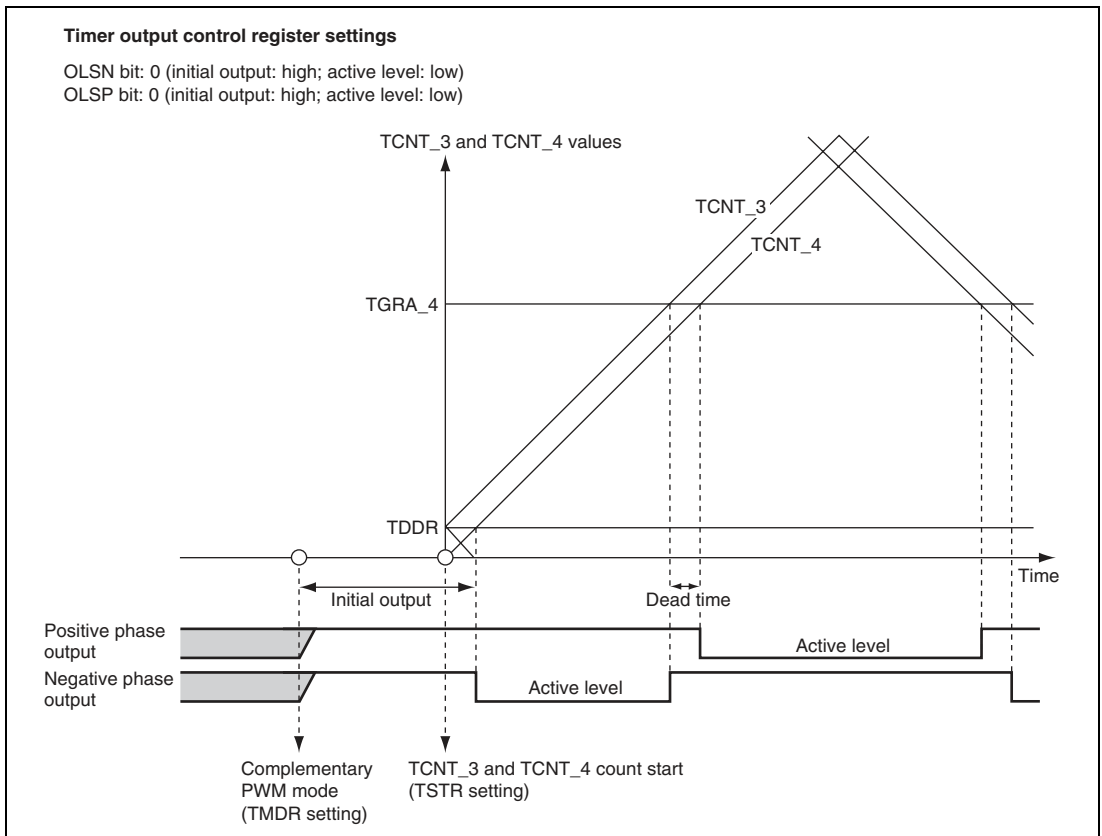 Timer output control register settings
OLSN bit: 0 (initial output: high; active level: low)
OLSP bit: 0 (initial output: high; active level: low)
TCNT_3 and TCNT_4 values
TCNT_3
TCNT_4
TGRA_4
TDDR
Time
Initial output
Dead time
Positive phase
output
Active level
Negative phase
output
Active level
Complementary
PWM mode
(TMDR setting)
TCNT_3 and TCNT_4 count start
(TSTR setting)